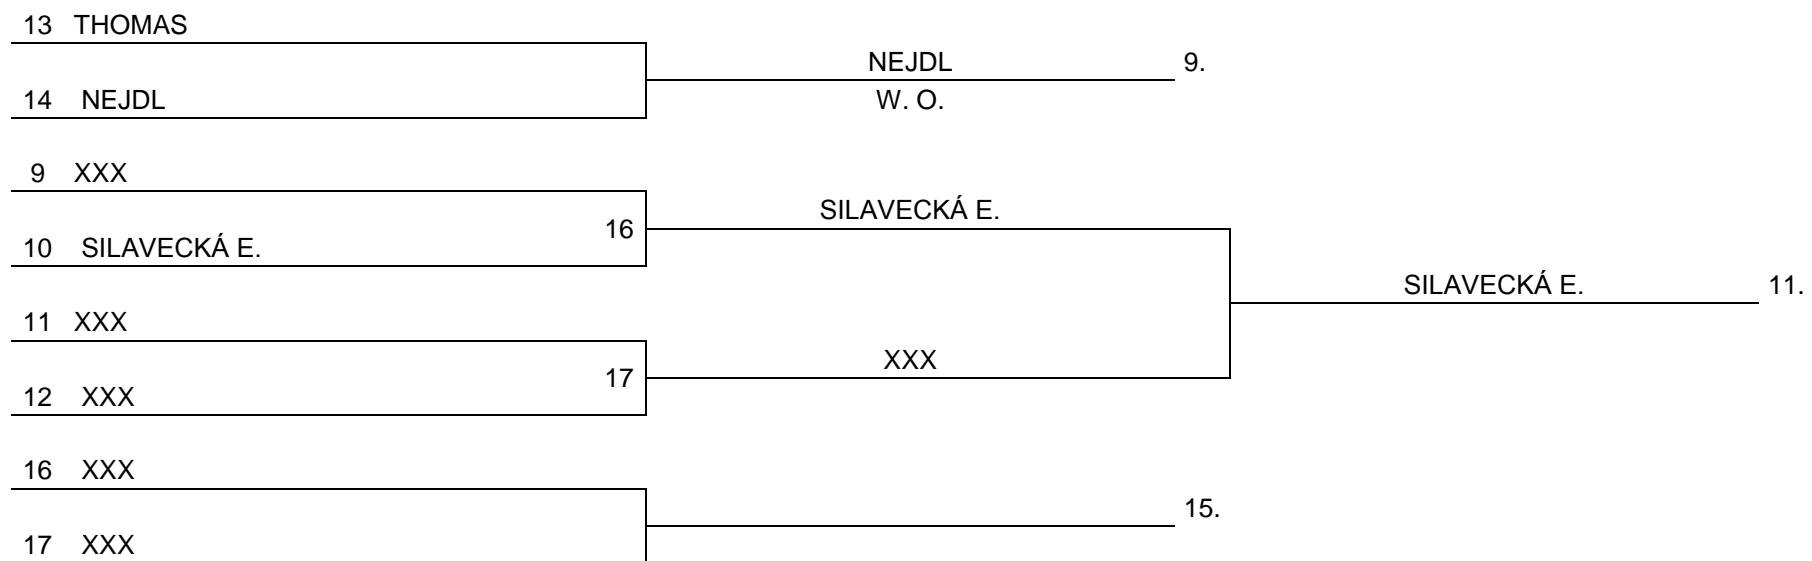 13 THOMAS
NEJDL 9.
14 NEJDL W. O.
9 XXX
SILAVECKÁ E.
16
10 SILAVECKÁ E.
SILAVECKÁ E. 11.
11 XXX
XXX
17
12 XXX
16 XXX
15.
17 XXX